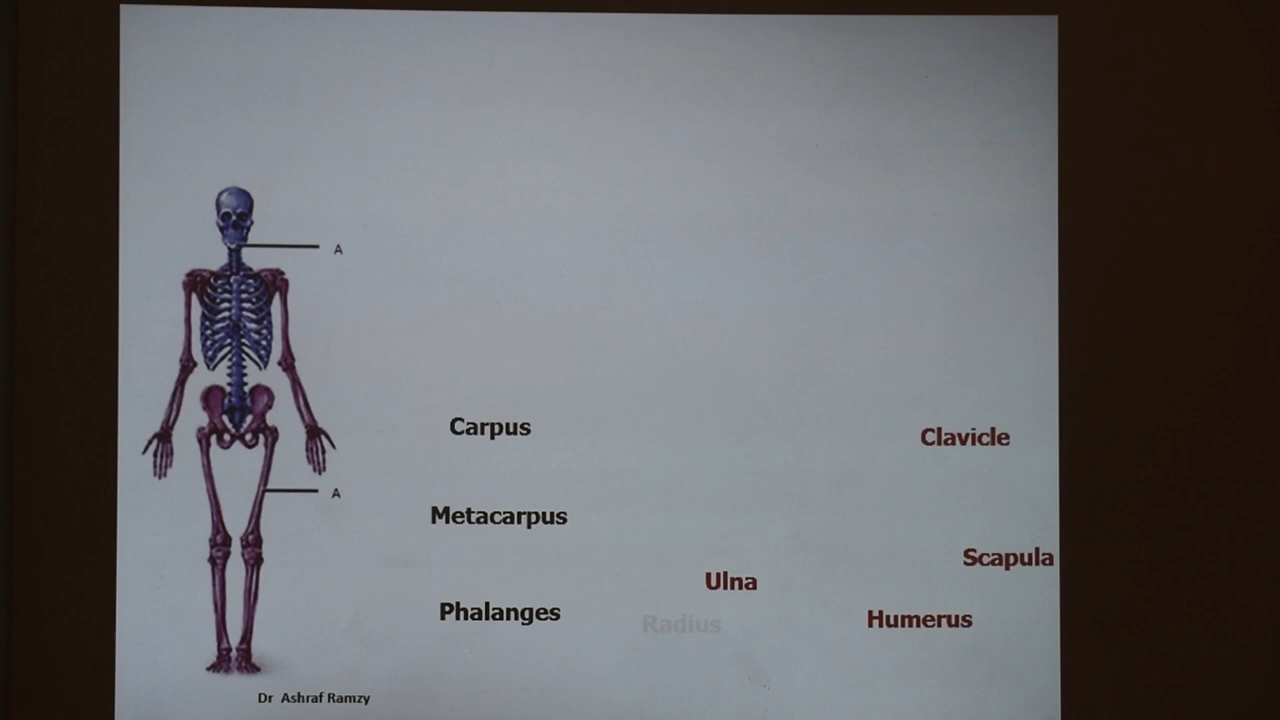 A
Carpus
Clavicle
A
Metacarpus
Scapula
Ulna
Phalanges
Radius
Humerus
Dr Ashraf Ramzy